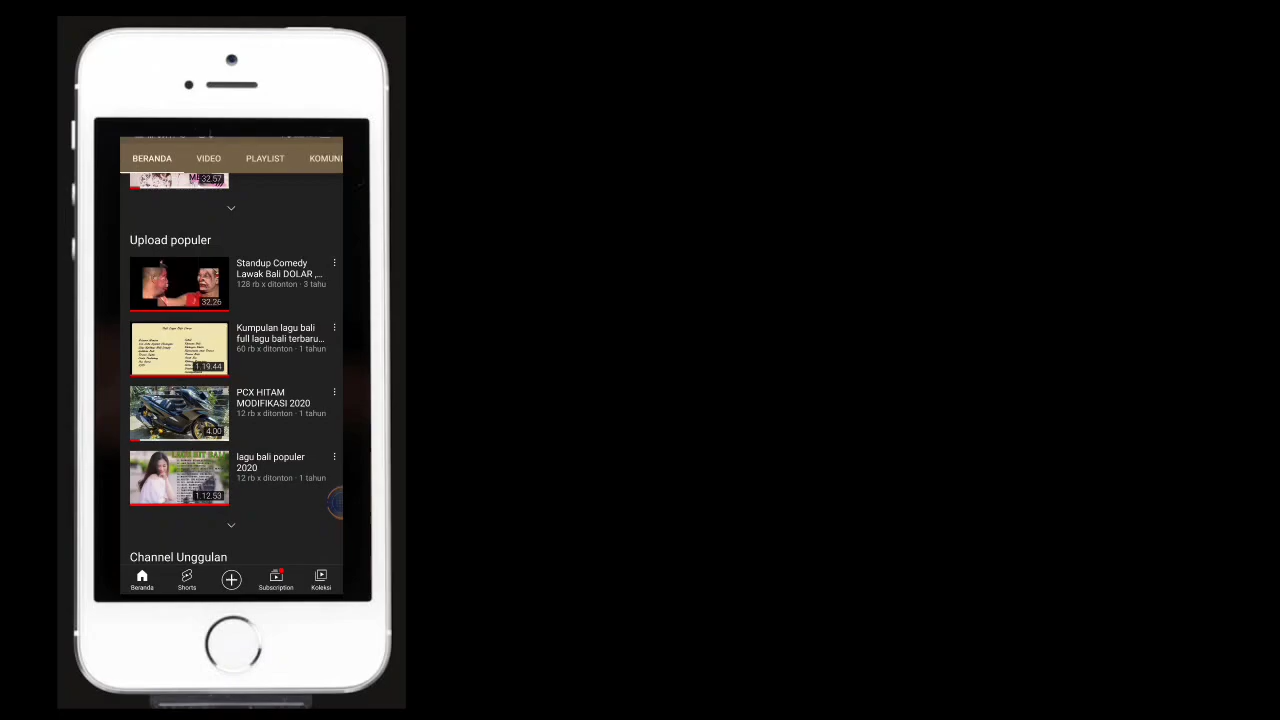 BERANDA VIDEO PLAYLIST KOMUNI
32.57
Upload populer
Standup Comedy
Lawak Bali DOLAR ,...
128 rb x ditonton · 3 tahu
32.26
Kumpulan lagu bali
full lagu bali terbaru...
60 rb x ditonton · 1 tahun
1.19.44
PCX HITAM
MODIFIKASI 2020
12 rb x ditonton · 1 tahun
4.00
lagu bali populer
2020
12 rb x ditonton · 1 tahun
1.12.53
Channel Unggulan
Beranda Shorts Subscription Koleksi